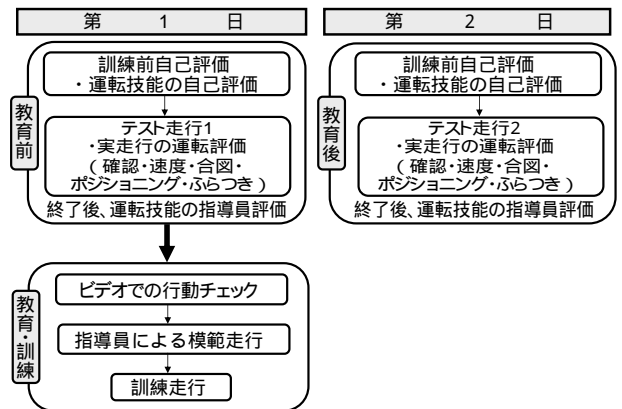 第 1 日
教育前
訓練前自己評価
・運転技能の自己評価
テスト走行1
・実走行の運転評価
(確認・速度・合図・
ポジショニング・ふらつき)
終了後、運転技能の指導員評価
教育・訓練
ビデオでの行動チェック
指導員による模範走行
訓練走行
第 2 日
教育後
訓練前自己評価
・運転技能の自己評価
テスト走行2
・実走行の運転評価
(確認・速度・合図・
ポジショニング・ふらつき)
終了後、運転技能の指導員評価